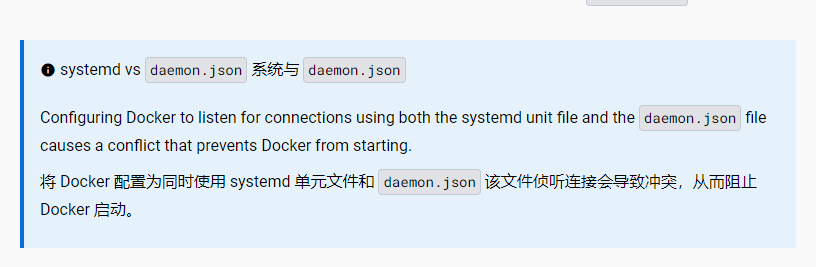 systemd vs daemon.json 系统与 daemon.json
Configuring Docker to listen for connections using both the systemd unit file and the daemon.json file
causes a conflict that prevents Docker from starting.
将 Docker 配置为同时使用 systemd 单元文件和 daemon.json 该文件侦听连接会导致冲突，从而阻止
Docker 启动。